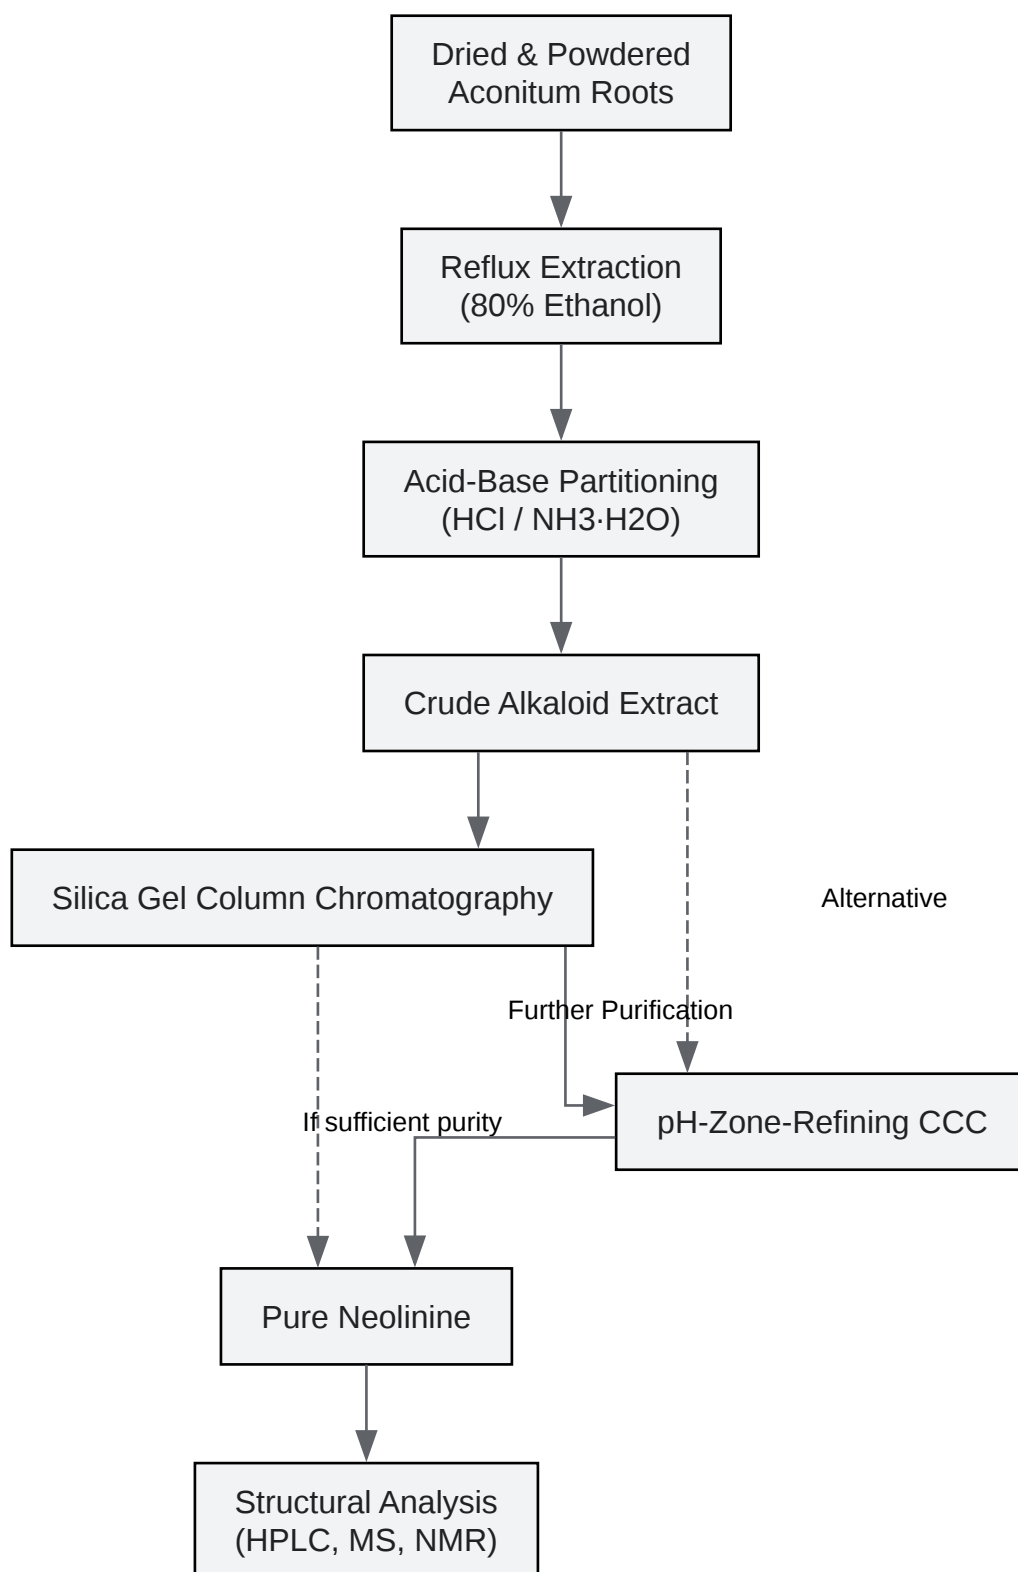 Dried & Powdered
Aconitum Roots
Reflux Extraction
(80% Ethanol)
Acid-Base Partitioning
(HCl / NH3·H2O)
Crude Alkaloid Extract
Silica Gel Column Chromatography
Alternative
Further Purification
If sufficient purity
pH-Zone-Refining CCC
Pure Neolinine
Structural Analysis
(HPLC, MS, NMR)